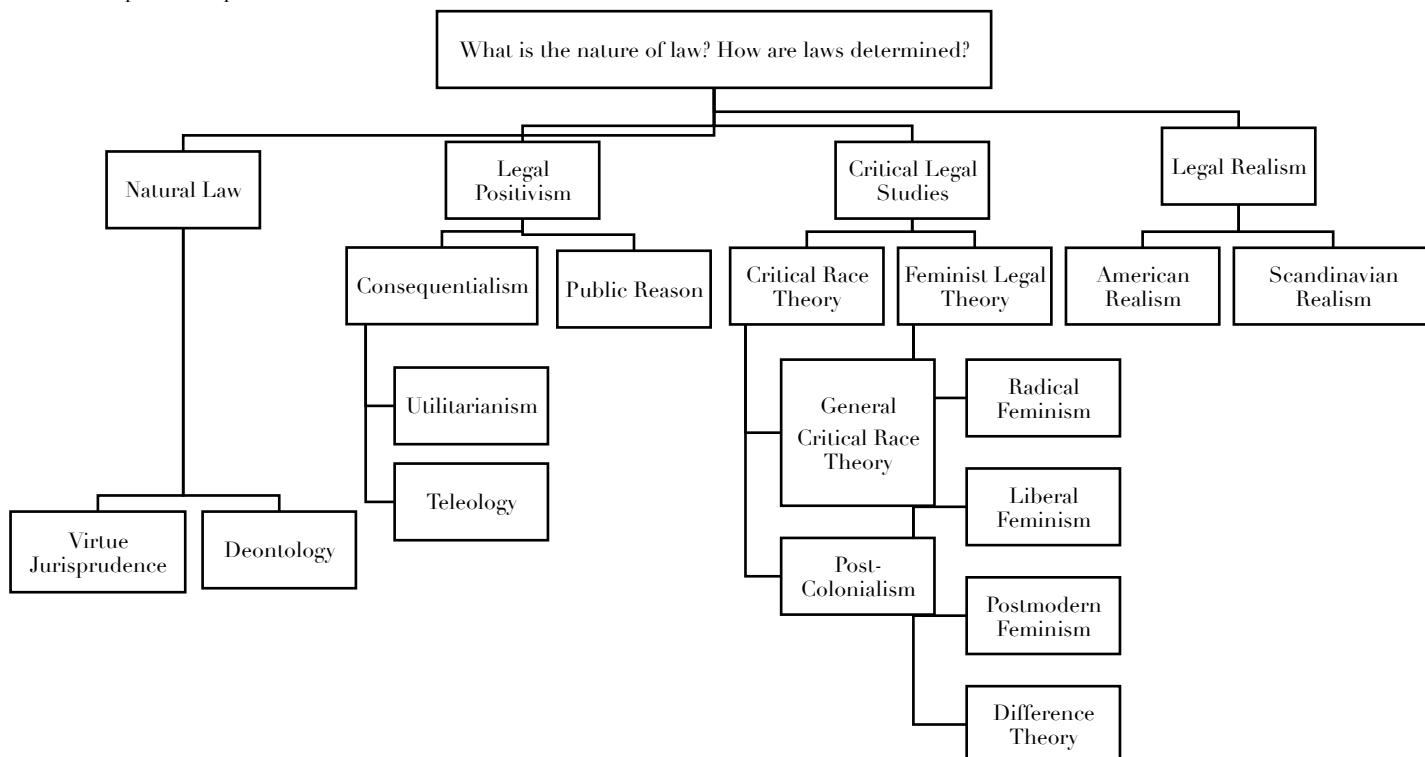 What is the nature of law? How are laws determined?
Natural Law
Legal
Positivism
Critical Legal
Studies
Legal Realism
Consequentialism
Public Reason
Critical Race
Theory
Feminist Legal
Theory
American
Realism
Scandinavian
Realism
Utilitarianism
Teleology
General
Critical Race
Theory
Post-
Colonialism
Radical
Feminism
Liberal
Feminism
Postmodern
Feminism
Difference
Theory
Virtue
Jurisprudence
Deontology